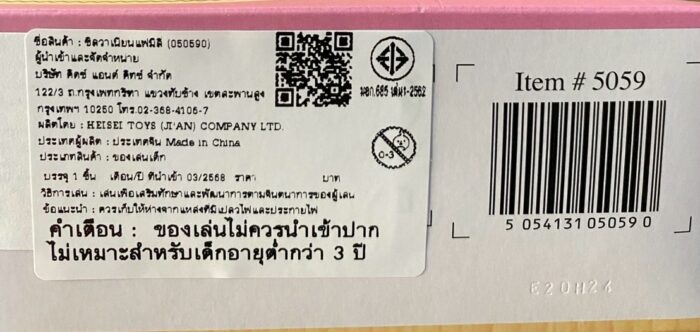 ชื่อสินค้า : ซิลวาเนียนแฟมิลี (050590)
ผู้นำเข้าและจัดจำหน่าย
บริษัท คิดซ์ แอนด์ คิทซ์ จำกัด
122/3 ถ.กรุงเทพกรีฑา แขวงทับช้าง เขตสะพานสูง
กรุงเทพฯ 10250 โทร.02-368-4106-7
ผลิตโดย : HEISEI TOYS (JI'AN) COMPANY LTD.
ประเทศผู้ผลิต : ประเทศจีน Made in China
ประเภทสินค้า : ของเล่นเด็ก
บรรจุ 1 ชิ้น เดือน/ปี ที่นำเข้า 03/2568 ราคา บาท
วิธีการเล่น : เล่นเพื่อเสริมทักษะและพัฒนาการตามจินตนาการของผู้เล่น
ข้อแนะนำ : ควรเก็บให้ห่างจากแหล่งที่มีเปลวไฟและประกายไฟ
คำเตือน : ของเล่นไม่ควรนำเข้าปาก
ไม่เหมาะสำหรับเด็กอายุต่ำกว่า 3 ปี
มอก.685 เล่ม1-2562
0-3
Item # 5059
5 054131 05059 0
E20H24